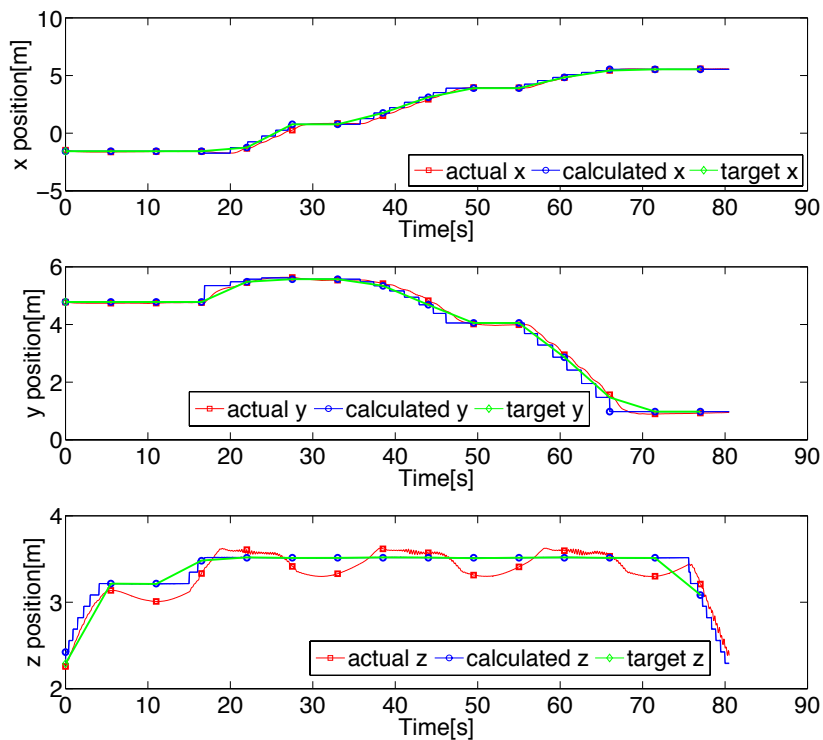 10
5
0
−5
x position[m]
0 10 20 30 40 50 60 70 80 90
Time[s]
actual x calculated x target x
6
4
2
0
y position[m]
0 10 20 30 40 50 60 70 80 90
Time[s]
actual y calculated y target y
4
3
2
z position[m]
0 10 20 30 40 50 60 70 80 90
Time[s]
actual z calculated z target z